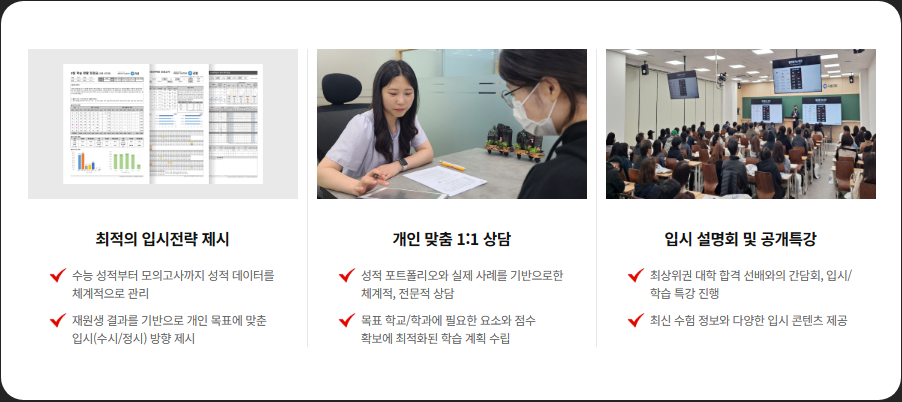 최적의 입시전략 제시
수능 성적부터 모의고사까지 성적 데이터를
체계적으로 관리
재원생 결과를 기반으로 개인 목표에 맞춘
입시(수시/정시) 방향 제시
개인 맞춤 1:1 상담
성적 포트폴리오와 실제 사례를 기반으로한
체계적, 전문적 상담
목표 학교/학과에 필요한 요소와 점수
확보에 최적화된 학습 계획 수립
입시 설명회 및 공개특강
최상위권 대학 합격 선배와의 간담회, 입시/
학습 특강 진행
최신 수험 정보와 다양한 입시 콘텐츠 제공